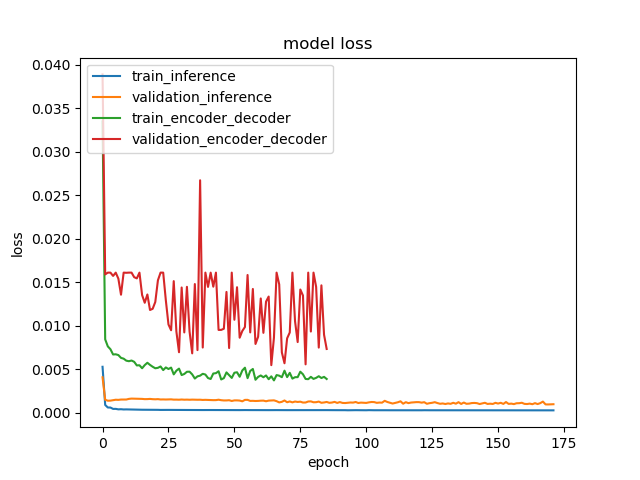 model loss
train_inference
validation_inference
train_encoder_decoder
validation_encoder_decoder
loss
0.040
0.035
0.030
0.025
0.020
0.015
0.010
0.005
0.000
0 25 50 75 100 125 150 175
epoch